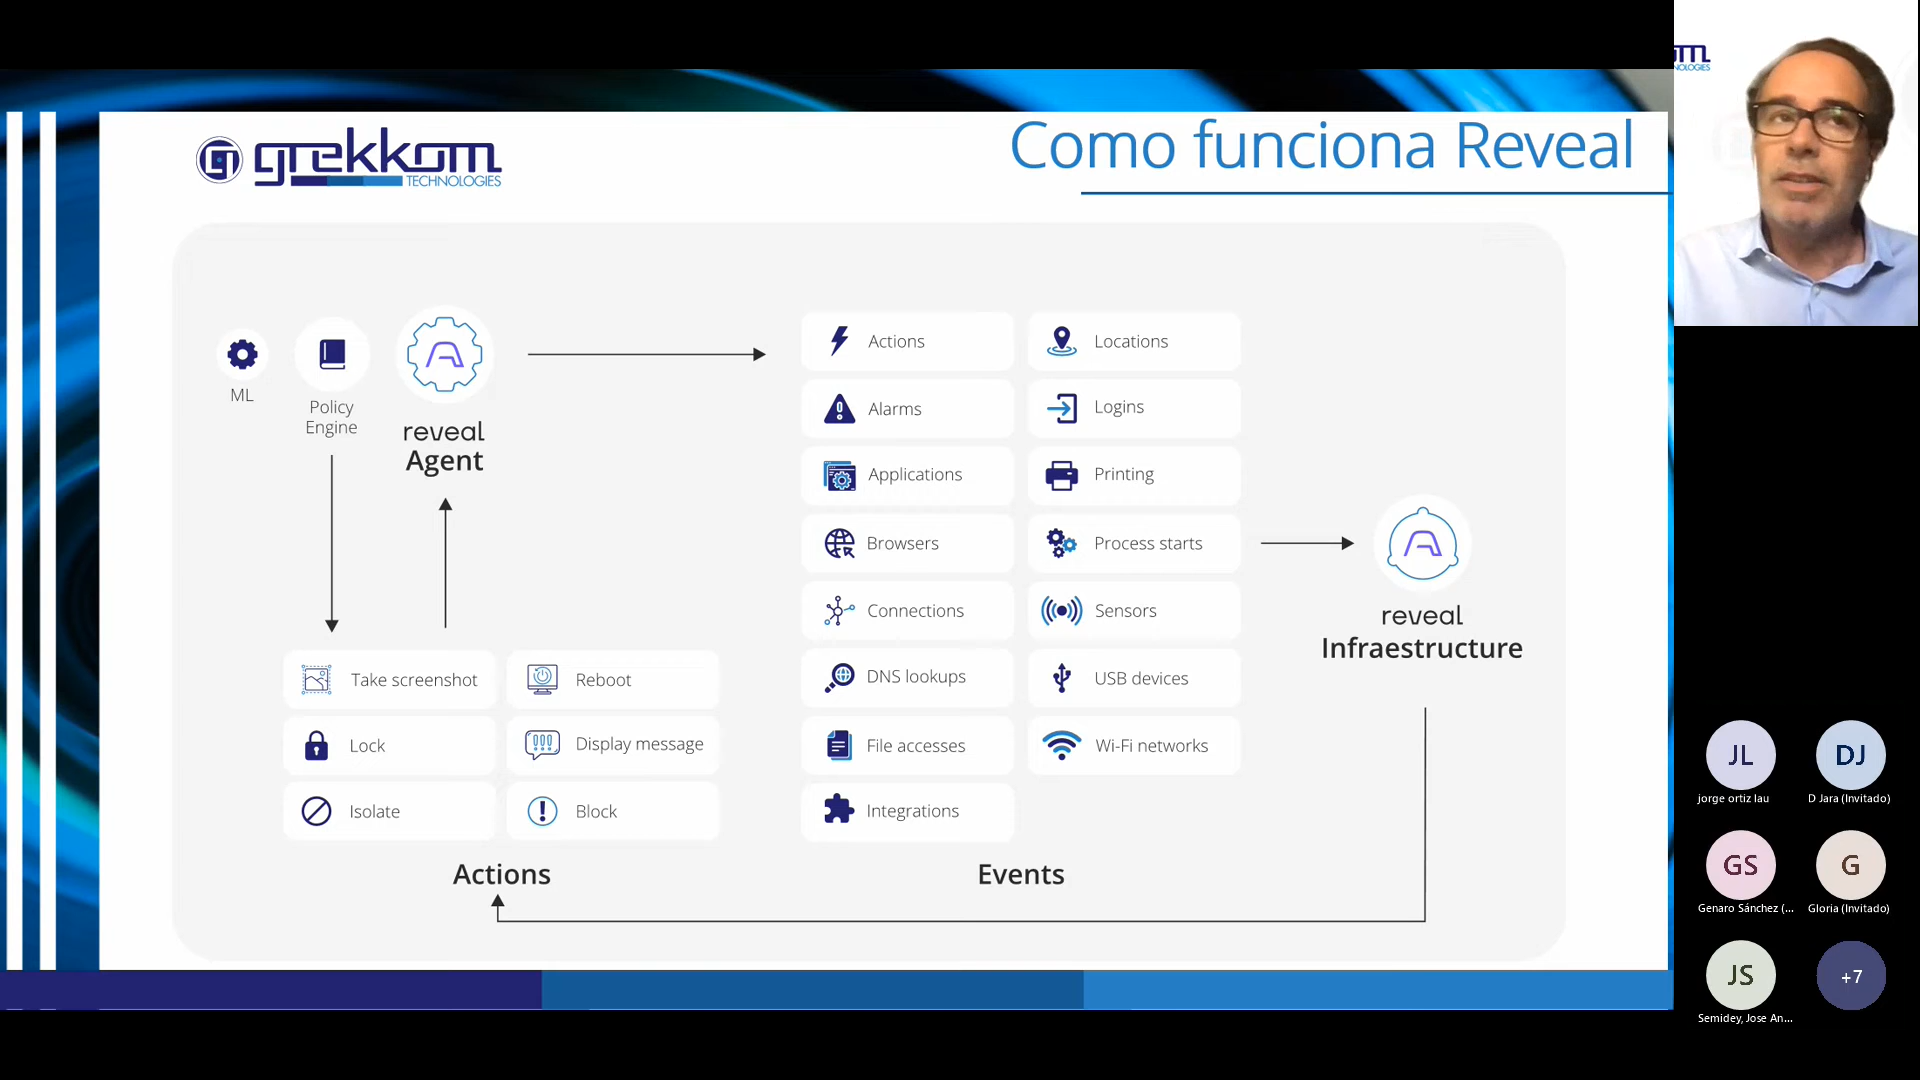 grekkom
TECHNOLOGIES
Como funciona Reveal
ML
Policy
Engine
reveal
Agent
Take screenshot
Reboot
Lock
Display message
Isolate
Block
Actions
Actions
Locations
Alarms
Logins
Applications
Printing
Browsers
Process starts
Connections
Sensors
DNS lookups
USB devices
File accesses
Wi-Fi networks
Integrations
Events
reveal
Infraestructure
NOLOGIES
JL
jorge ortiz lau
DJ
D Jara (Invitado)
GS
Genaro Sánchez (...
G
Gloria (Invitado)
JS
Semidey, Jose An...
+7